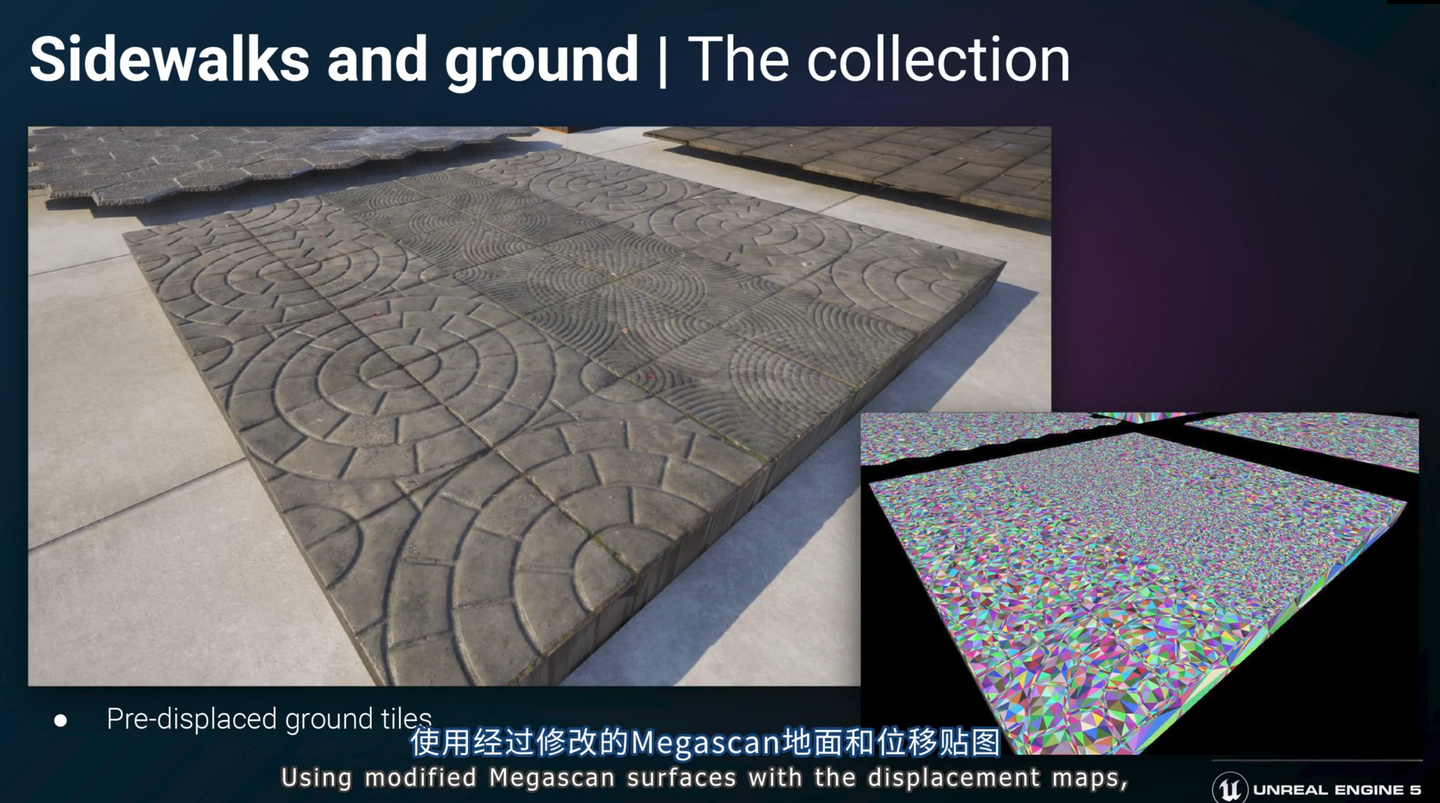 Sidewalks and ground | The collection
● Pre-displaced ground tiles
使用经过修改的Megascan地面和位移贴图
Using modified Megascan surfaces with the displacement maps,
UNREAL ENGINE 5